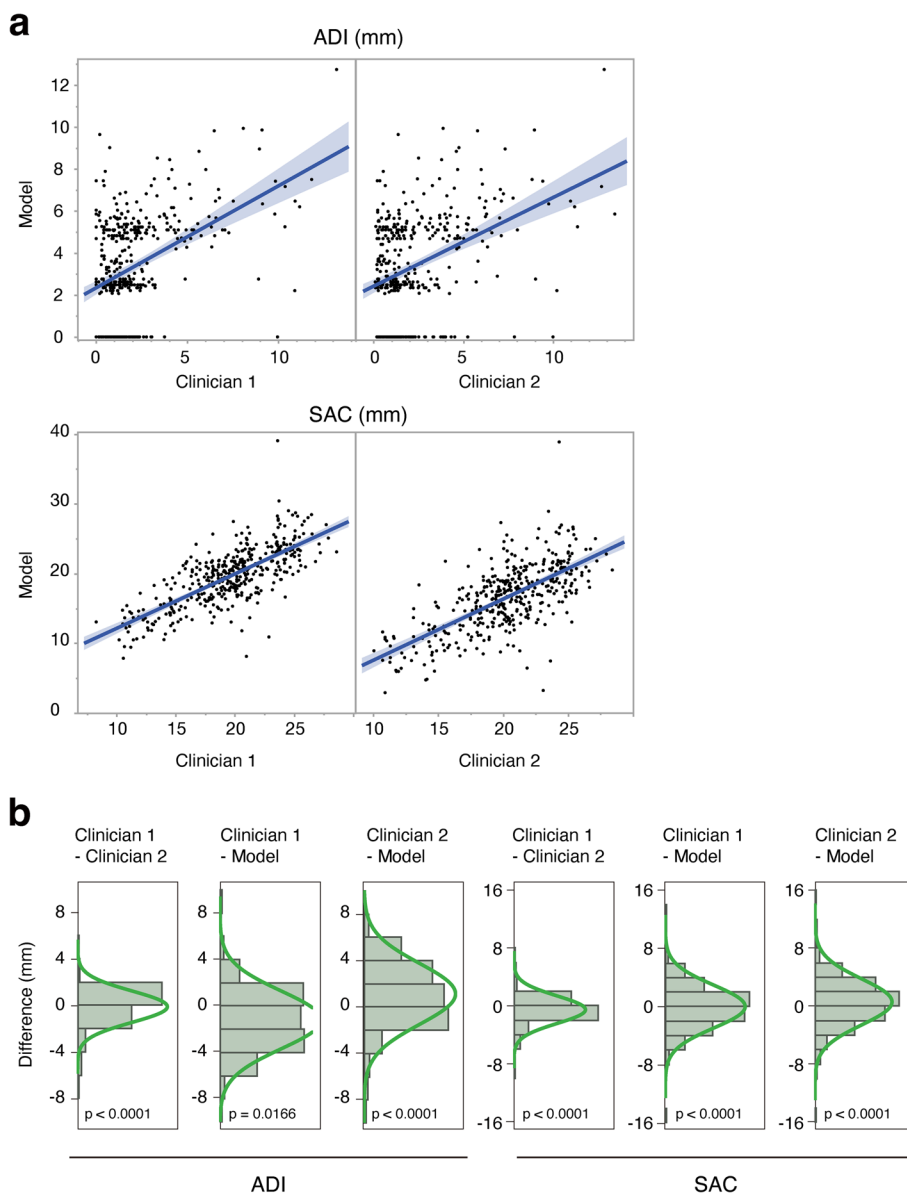 a
ADI (mm)
12
10
8
6
4
2
0
Model
0 5 10 0 5 10
Clinician 1 Clinician 2
SAC (mm)
40
30
20
10
0
Model
10 15 20 25 10 15 20 25
Clinician 1 Clinician 2
b
Clinician 1 Clinician 1 Clinician 2 Clinician 1 Clinician 1 Clinician 2
- Clinician 2 - Model - Model - Clinician 2 - Model - Model
16 16 16
8 8 8 8 8 8
4 4 4
0 0 0 0 0 0
-4 -4 -4
-8 -8 -8 -8 -8 -8
-16 -16 -16
Difference (mm)
p < 0.0001 p = 0.0166 p < 0.0001 p < 0.0001 p < 0.0001 p < 0.0001
ADI SAC